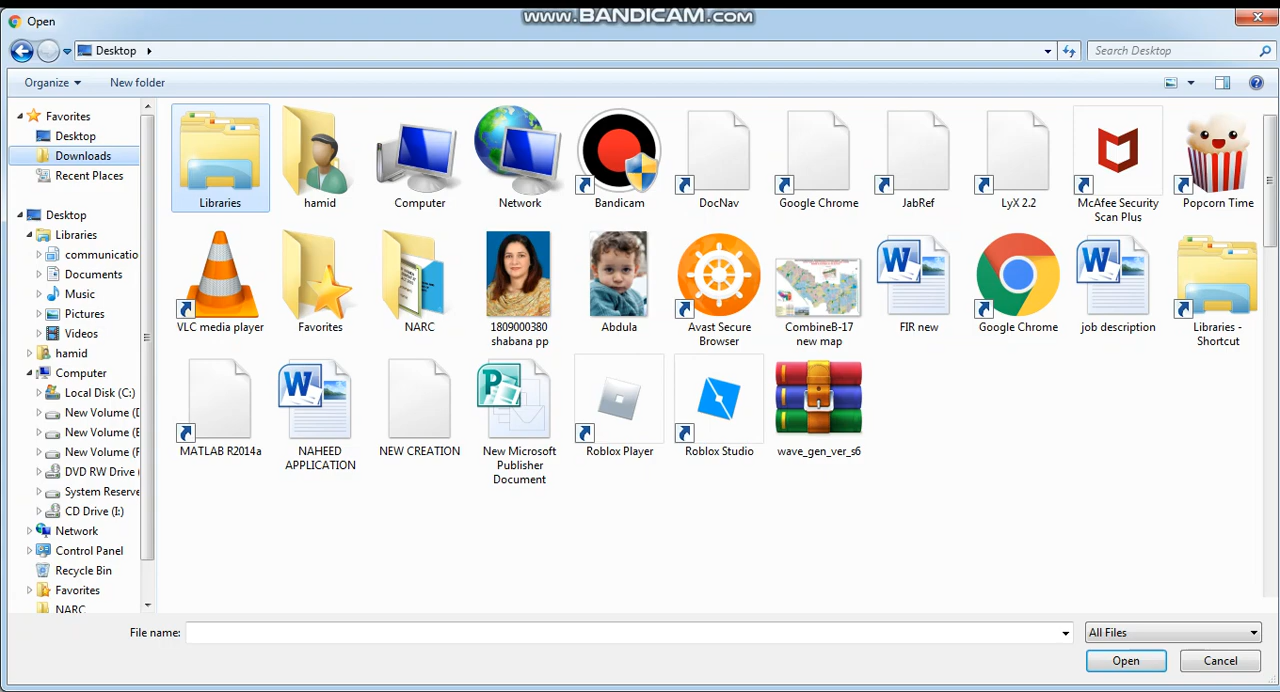 www.BANDICAM.com
Open
Desktop
Search Desktop
Organize
New folder
Favorites
Desktop
Downloads
Recent Places
Desktop
Libraries
communicatio
Documents
Music
Pictures
Videos
hamid
Computer
Local Disk (C:)
New Volume (D
New Volume (E
New Volume (F
DVD RW Drive (
System Reserve
CD Drive (I:)
Network
Control Panel
Recycle Bin
Favorites
NARC
Libraries
hamid
Computer
Network
Bandicam
DocNav
Google Chrome
JabRef
LyX 2.2
McAfee Security
Scan Plus
Popcorn Time
VLC media player
Favorites
NARC
1809000380
shabana pp
Abdula
Avast Secure
Browser
CombineB-17
new map
FIR new
Google Chrome
job description
Libraries -
Shortcut
MATLAB R2014a
NAHEED
APPLICATION
NEW CREATION
New Microsoft
Publisher
Document
Roblox Player
Roblox Studio
wave_gen_ver_s6
File name:
All Files
Open
Cancel